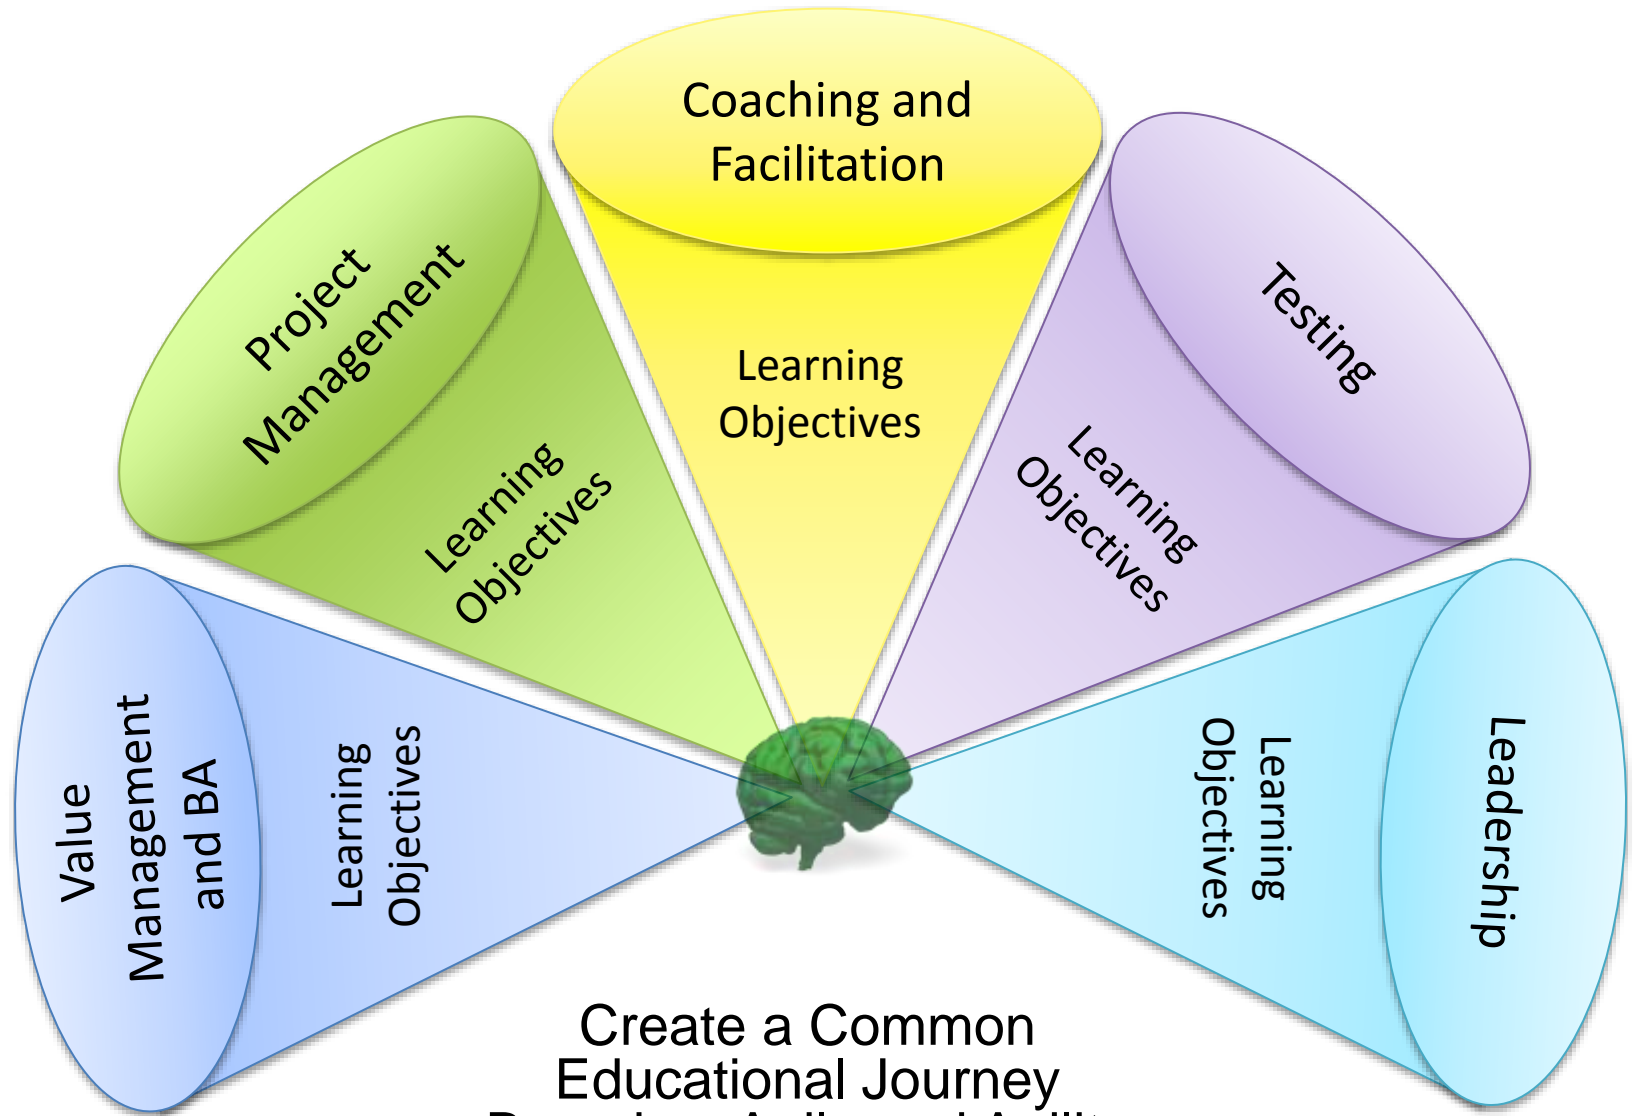 Coaching and
Facilitation
Learning
Objectives
Project
Management
Learning
Objectives
Testing
Learning
Objectives
Value
Management
and BA
Learning
Objectives
Leadership
Learning
Objectives
Create a Common
Educational Journey